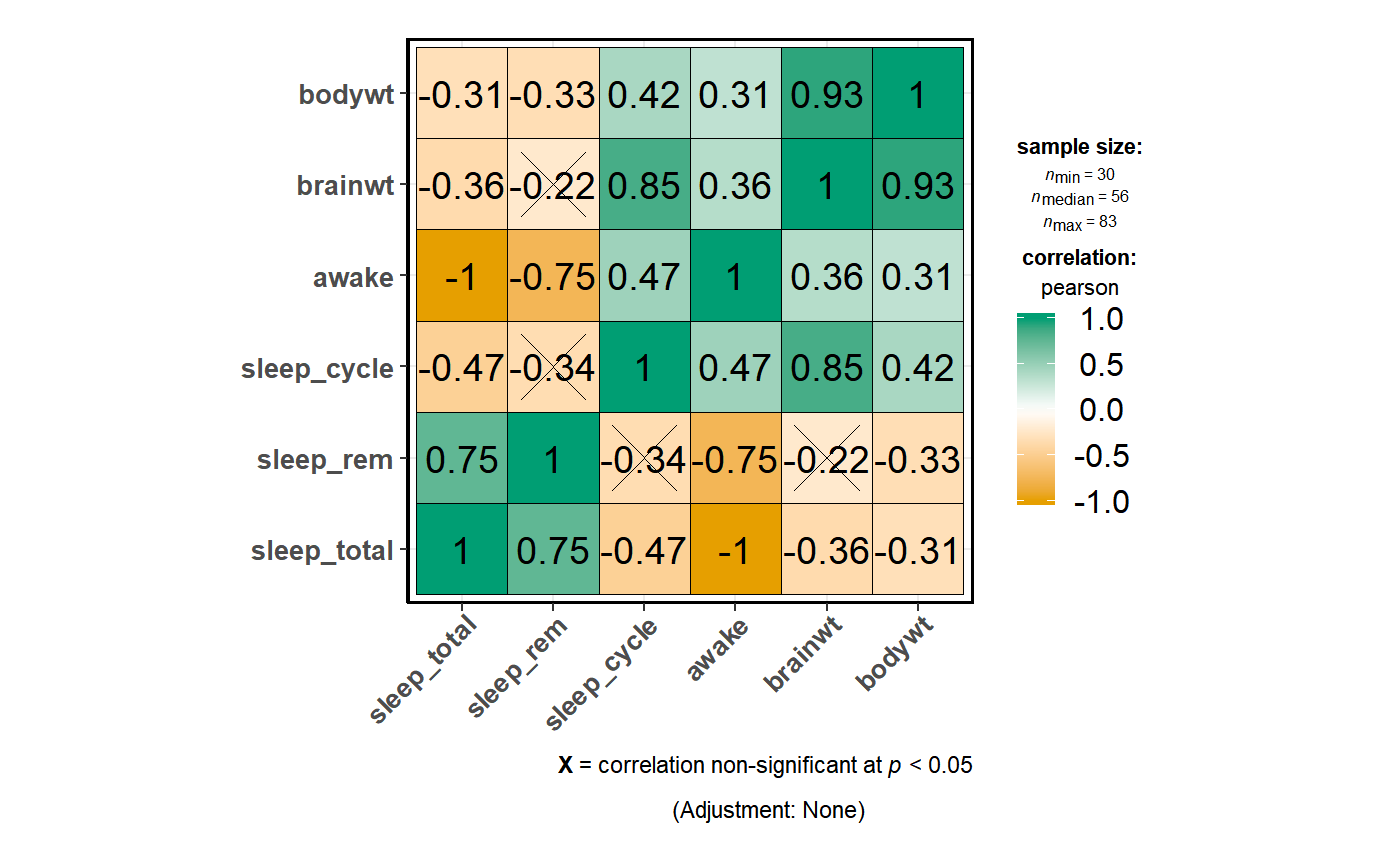 bodywt -0.31 -0.33 0.42 0.31 0.93 1
brainwt -0.36 -0.22 0.85 0.36 1 0.93
awake -1 -0.75 0.47 1 0.36 0.31
sleep_cycle -0.47 -0.34 1 0.47 0.85 0.42
sleep_rem 0.75 1 -0.34 -0.75 -0.22 -0.33
sleep_total 1 0.75 -0.47 -1 -0.36 -0.31
sleep_total sleep_rem sleep_cycle awake brainwt bodywt
sample size:
nmin = 30
nmedian = 56
nmax = 83
correlation:
pearson
1.0
0.5
0.0
-0.5
-1.0
X = correlation non-significant at p < 0.05
(Adjustment: None)